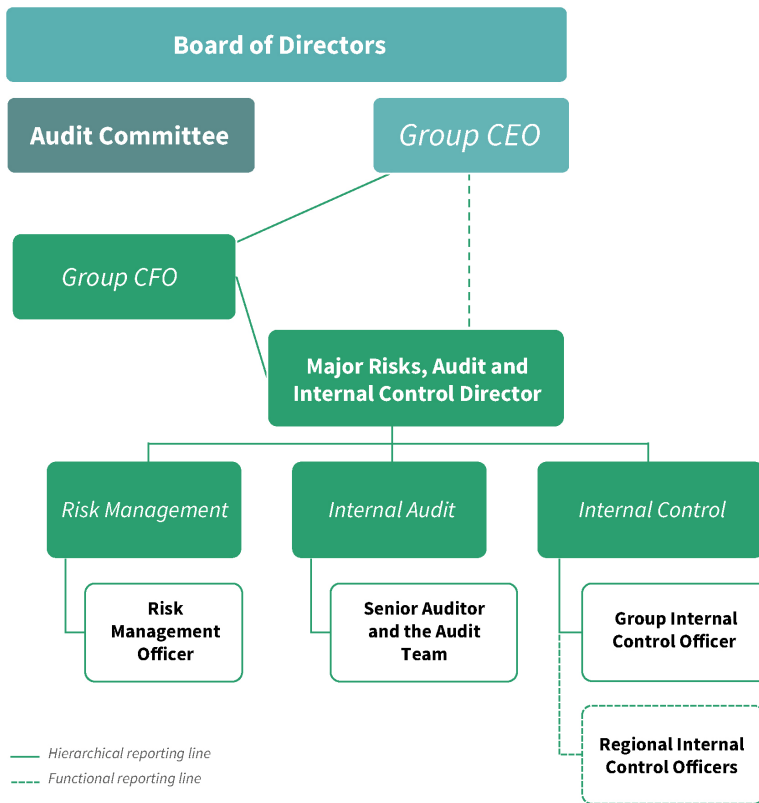 Board of Directors
Audit Committee
Group CEO
Group CFO
Major Risks, Audit and
Internal Control Director
Risk Management
Internal Audit
Internal Control
Risk
Management
Officer
Senior Auditor
and the Audit
Team
Group Internal
Control Officer
Regional Internal
Control Officers
Hierarchical reporting line
Functional reporting line